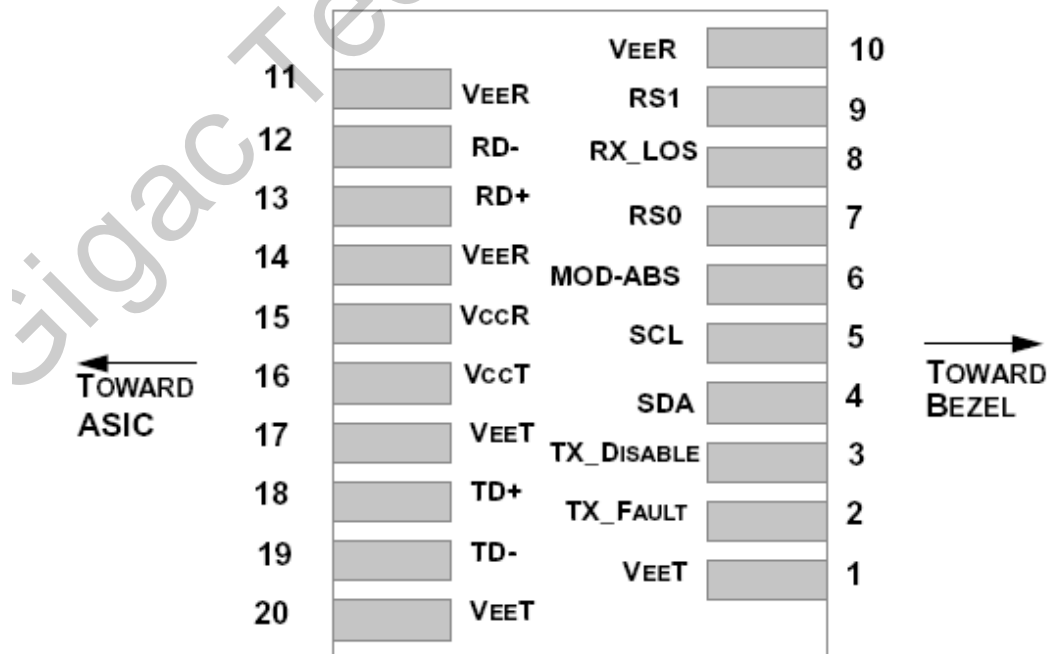 Gigac Tec
11 VEER
12 RD-
13 RD+
14 VEER
15 VCCR
16 VCCT
17 VEET
18 TD+
19 TD-
20 VEET
VEER 10
RS1 9
RX_LOS 8
RS0 7
MOD-ABS 6
SCL 5
SDA 4
TX_DISABLE 3
TX_FAULT 2
VEET 1
TOWARD
ASIC
TOWARD
BEZEL